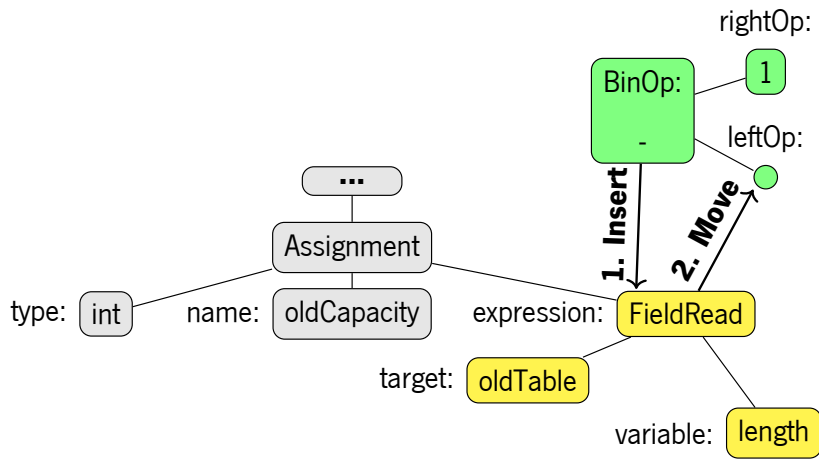 rightOp:
BinOp:
1
-
leftOp:
...
1. Insert
2. Move
Assignment
type:
int
name:
oldCapacity
expression:
FieldRead
target:
oldTable
variable:
length